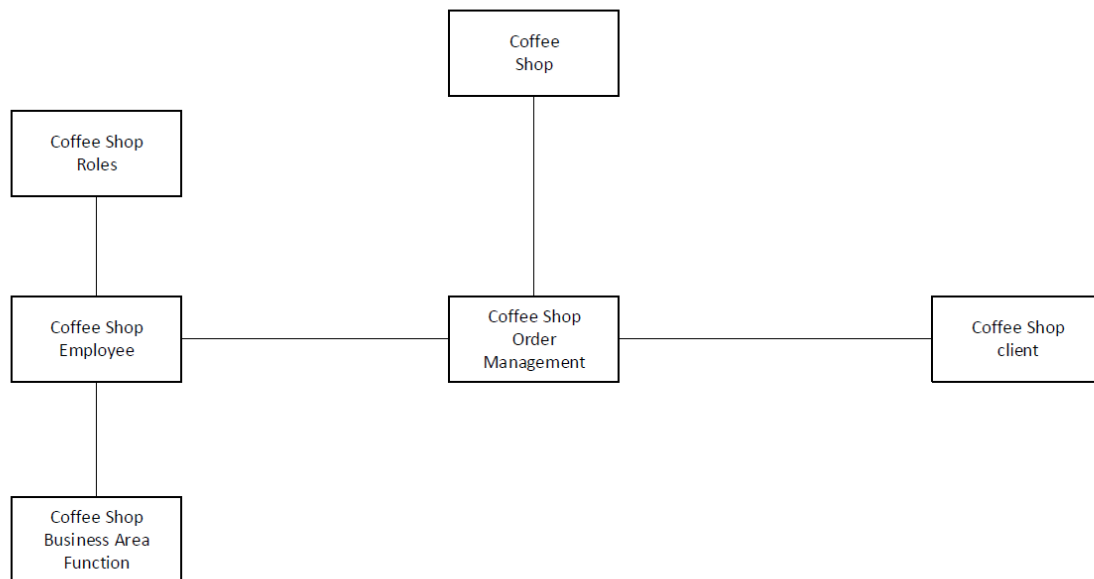 Coffee
Shop
Coffee Shop
Roles
Coffee Shop
Employee
Coffee Shop
Order
Management
Coffee Shop
client
Coffee Shop
Business Area
Function